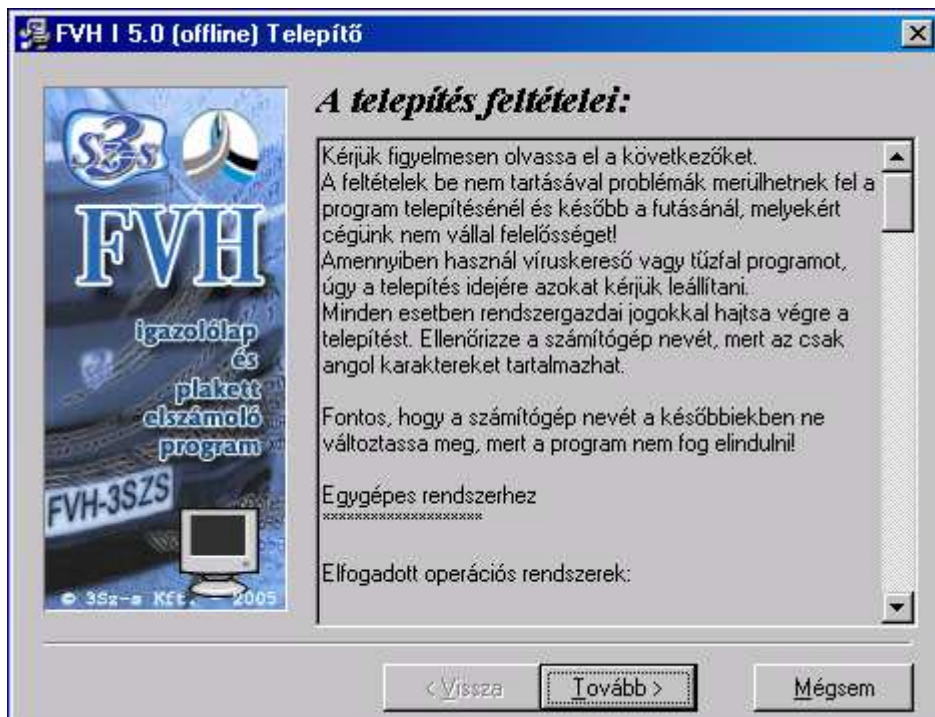 FVH I 5.0 (offline) Telepítő
3
Sz-s
FVH
igazolólap
és
plakett
elszámoló
program
FVH-3SZS
© 3Sz-s Kft. - 2005
A telepítés feltételei:
Kérjük figyelmesen olvassa el a következőket.
A feltételek be nem tartásával problémák merülhetnek fel a
program telepítésénél és később a futásánál, melyekért
cégünk nem vállal felelősséget!
Amennyiben használ víruskereső vagy tűzfal programot,
úgy a telepítés idejére azokat kérjük leállítani.
Minden esetben rendszergazdai jogokkal hajtsa végre a
telepítést. Ellenőrizze a számítógép nevét, mert az csak
angol karaktereket tartalmazhat.
Fontos, hogy a számítógép nevét a későbbiekben ne
változtassa meg, mert a program nem fog elindulni!
Egygépes rendszerhez
********************
Elfogadott operációs rendszerek:
< Vissza
Tovább >
Mégsem